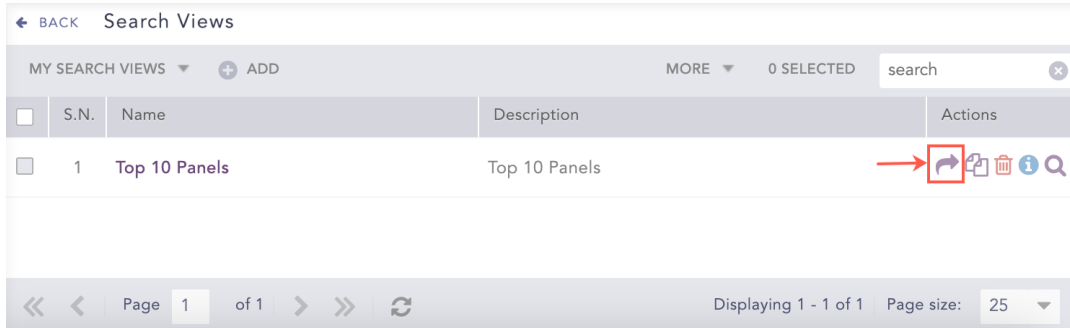 BACK Search Views
MY SEARCH VIEWS ADD MORE 0 SELECTED search
S.N. Name Description Actions
1 Top 10 Panels Top 10 Panels
Page 1 of 1 Displaying 1 - 1 of 1 Page size: 25